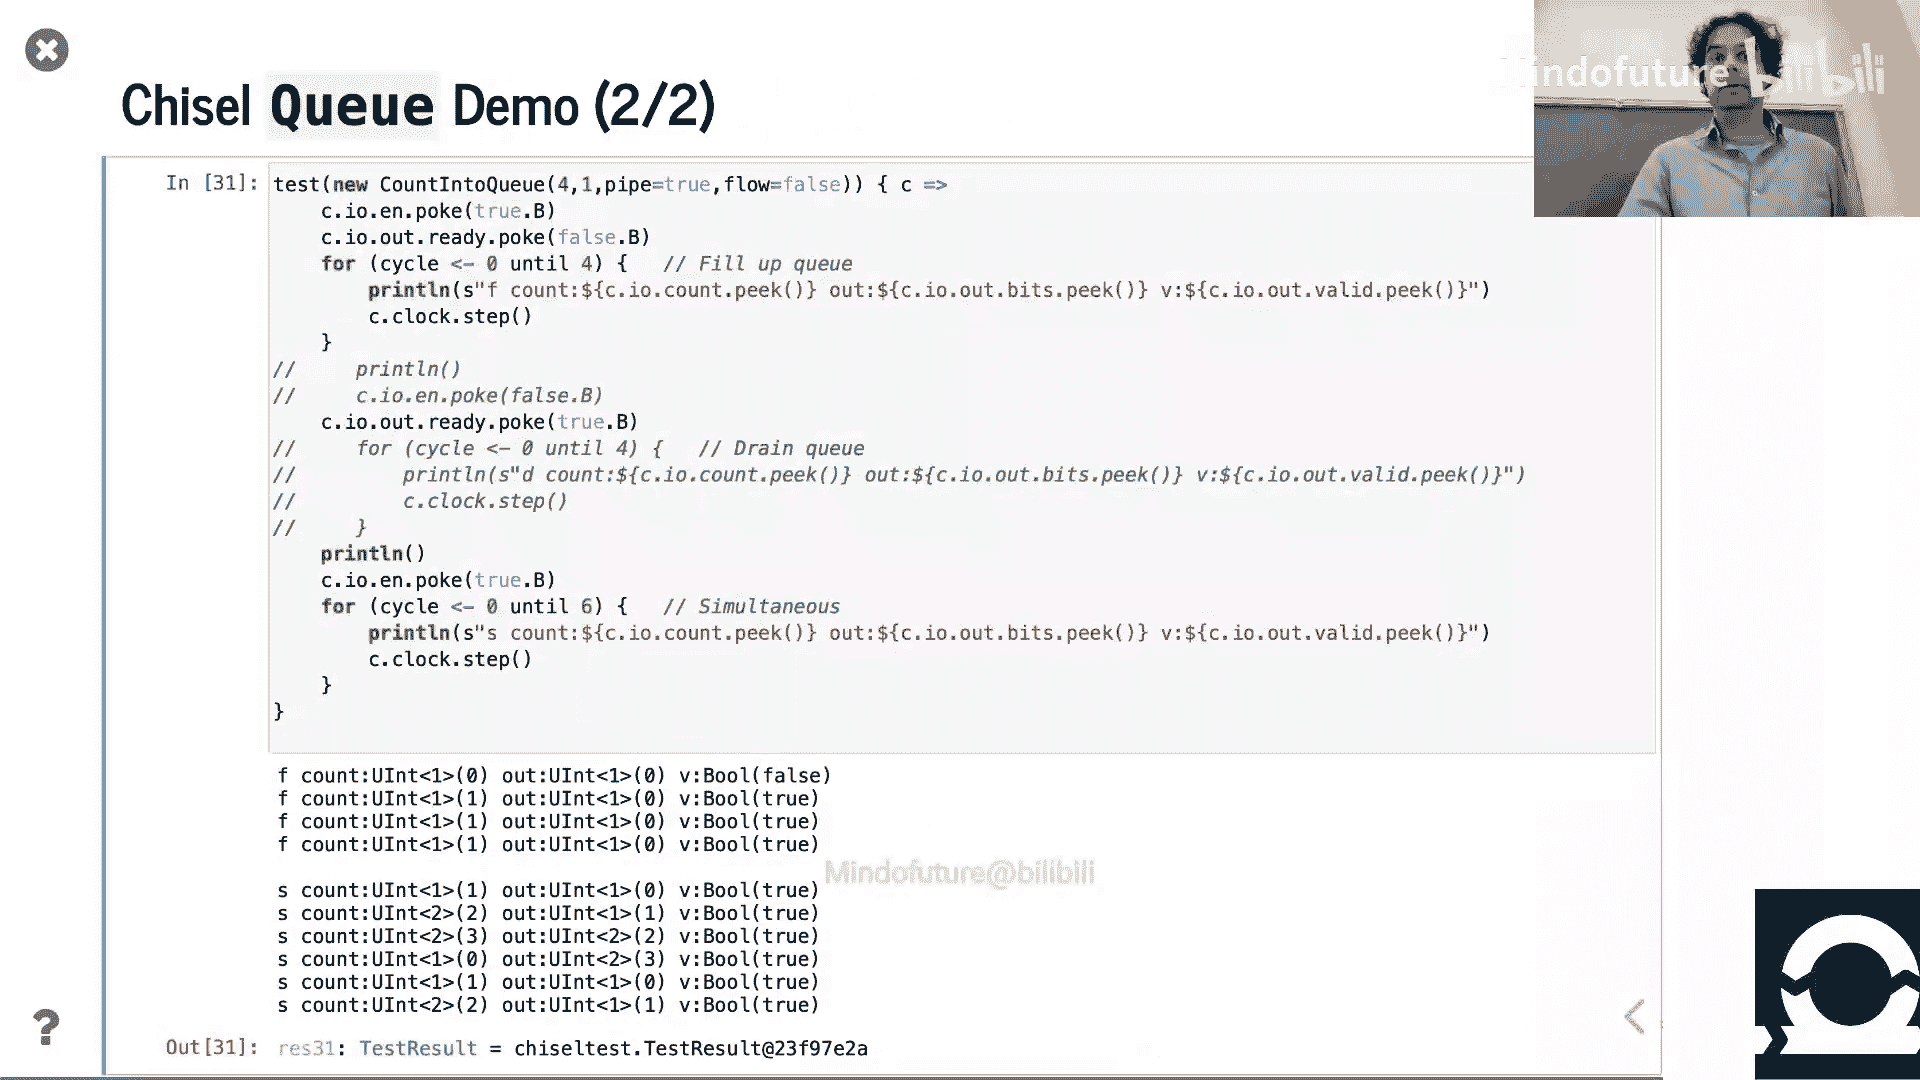 Chisel Queue Demo (2/2)
In [31]:
test(new CountIntoQueue(4,1,pipe=true,flow=false)) { c =>
    c.io.en.poke(true.B)
    c.io.out.ready.poke(false.B)
    for (cycle <- 0 until 4) {   // Fill up queue
        println(s"f count:${c.io.count.peek()} out:${c.io.out.bits.peek()} v:${c.io.out.valid.peek()}")
        c.clock.step()
    }
//     println()
//     c.io.en.poke(false.B)
    c.io.out.ready.poke(true.B)
//     for (cycle <- 0 until 4) {   // Drain queue
//         println(s"d count:${c.io.count.peek()} out:${c.io.out.bits.peek()} v:${c.io.out.valid.peek()}")
//         c.clock.step()
//     }
    println()
    c.io.en.poke(true.B)
    for (cycle <- 0 until 6) {   // Simultaneous
        println(s"s count:${c.io.count.peek()} out:${c.io.out.bits.peek()} v:${c.io.out.valid.peek()}")
        c.clock.step()
    }
}
f count:UInt<1>(0) out:UInt<1>(0) v:Bool(false)
f count:UInt<1>(1) out:UInt<1>(0) v:Bool(true)
f count:UInt<1>(1) out:UInt<1>(0) v:Bool(true)
f count:UInt<1>(1) out:UInt<1>(0) v:Bool(true)
s count:UInt<1>(1) out:UInt<1>(0) v:Bool(true)
s count:UInt<2>(2) out:UInt<1>(1) v:Bool(true)
s count:UInt<2>(3) out:UInt<2>(2) v:Bool(true)
s count:UInt<1>(0) out:UInt<2>(3) v:Bool(true)
s count:UInt<1>(1) out:UInt<1>(0) v:Bool(true)
s count:UInt<2>(2) out:UInt<1>(1) v:Bool(true)
Out[31]: res31: TestResult = chiseltest.TestResult@23f97e2a
Mindofuture bilibili
Mindofuture@bilibili
?